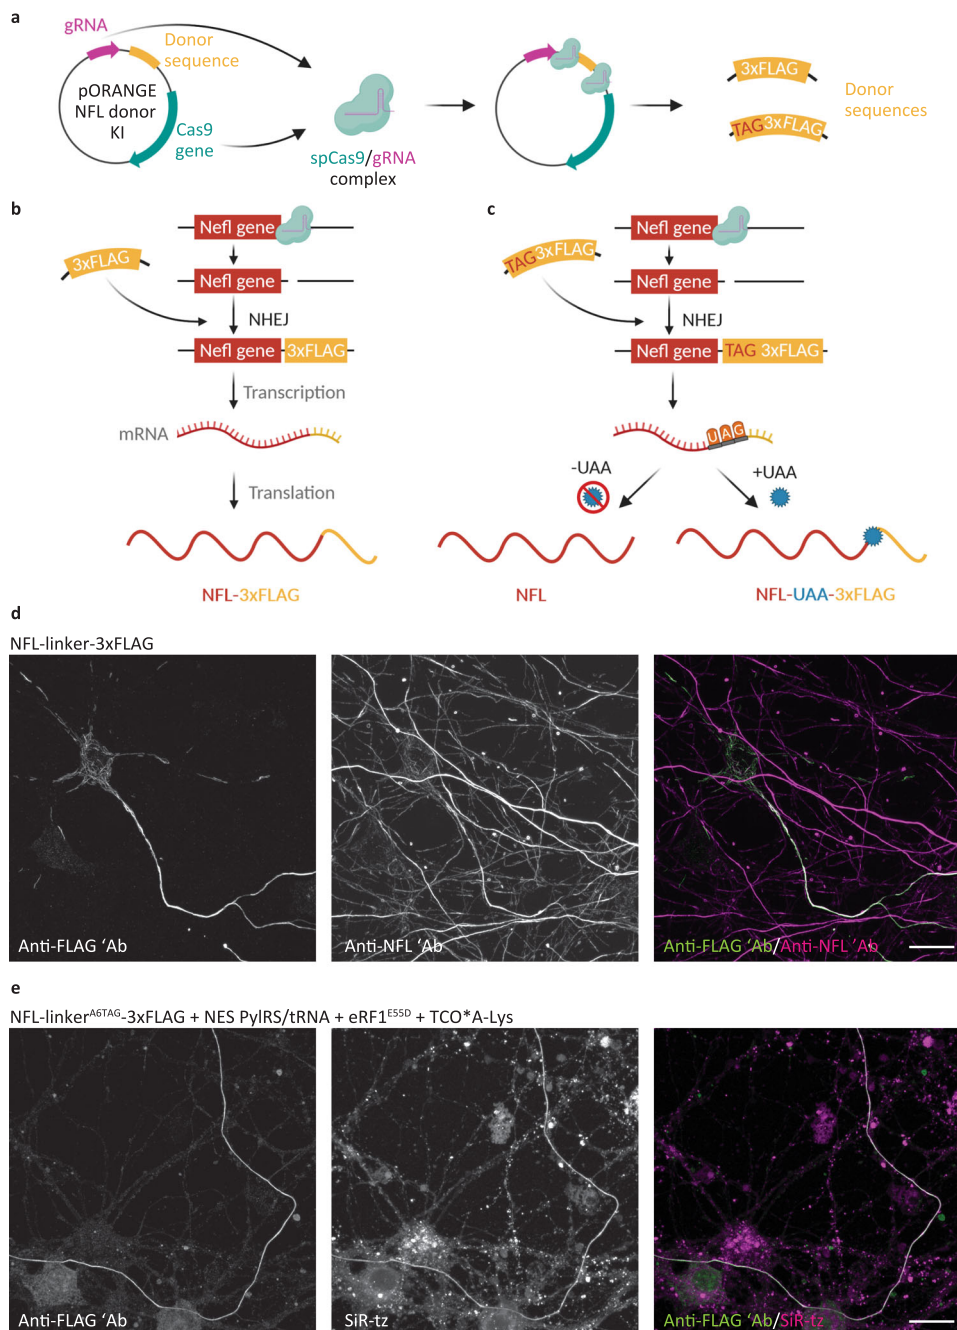 a
gRNA
Donor
sequence
pORANGE
NFL donor
KI
Cas9
gene
spCas9/gRNA
complex
3xFLAG
TAG 3xFLAG
Donor
sequences
b
Nefl gene
3xFLAG
Nefl gene
NHEJ
Nefl gene 3xFLAG
Transcription
mRNA
Translation
NFL-3xFLAG
c
Nefl gene
TAG 3xFLAG
Nefl gene
NHEJ
Nefl gene TAG 3xFLAG
UAG
-UAA
+UAA
NFL
NFL-UAA-3xFLAG
d
NFL-linker-3xFLAG
Anti-FLAG ‘Ab
Anti-NFL ‘Ab
Anti-FLAG ‘Ab/Anti-NFL ‘Ab
e
NFL-linkerA6TAG-3xFLAG + NES PylRS/tRNA + eRF1E55D + TCO*A-Lys
Anti-FLAG ‘Ab
SiR-tz
Anti-FLAG ‘Ab/SiR-tz